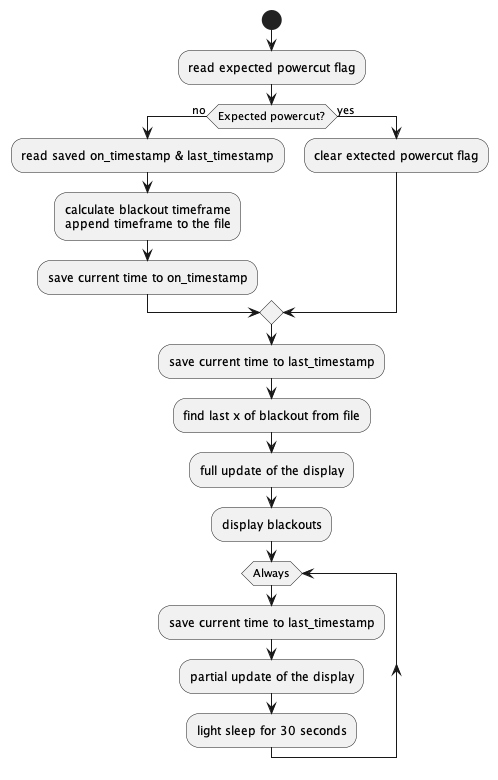 read expected powercut flag
Expected powercut?
no
yes
read saved on_timestamp & last_timestamp
clear extected powercut flag
calculate blackout timeframe
append timeframe to the file
save current time to on_timestamp
save current time to last_timestamp
find last x of blackout from file
full update of the display
display blackouts
Always
save current time to last_timestamp
partial update of the display
light sleep for 30 seconds